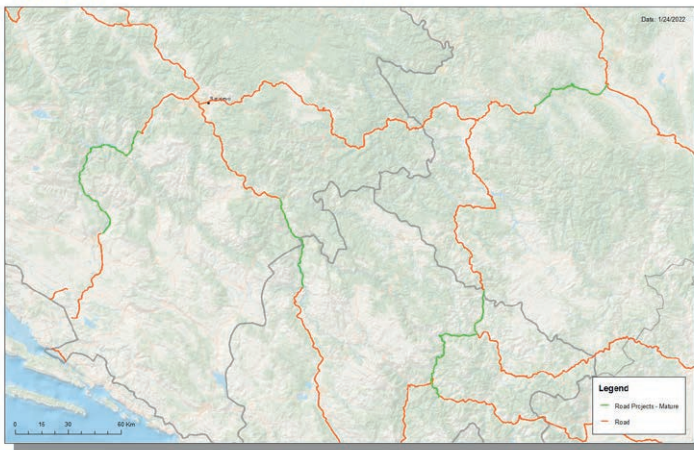 Date: 1/24/2022
Legend
Road Projects - Mature
Road
0 15 30 60 Km